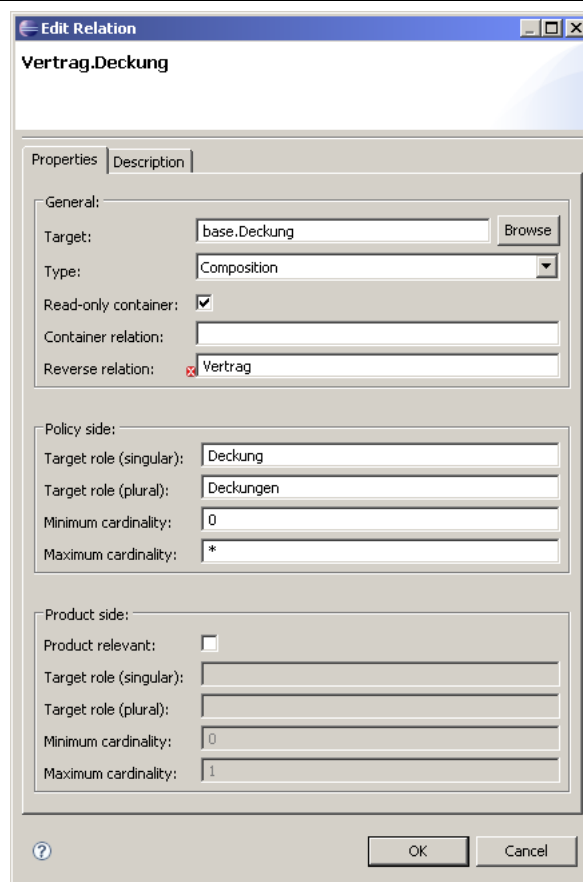 Edit Relation
Vertrag.Deckung
Properties Description
General:
Target: base.Deckung Browse
Type: Composition
Read-only container:
Container relation:
Reverse relation: Vertrag
Policy side:
Target role (singular): Deckung
Target role (plural): Deckungen
Minimum cardinality: 0
Maximum cardinality: *
Product side:
Product relevant:
Target role (singular):
Target role (plural):
Minimum cardinality: 0
Maximum cardinality: 1
? OK Cancel